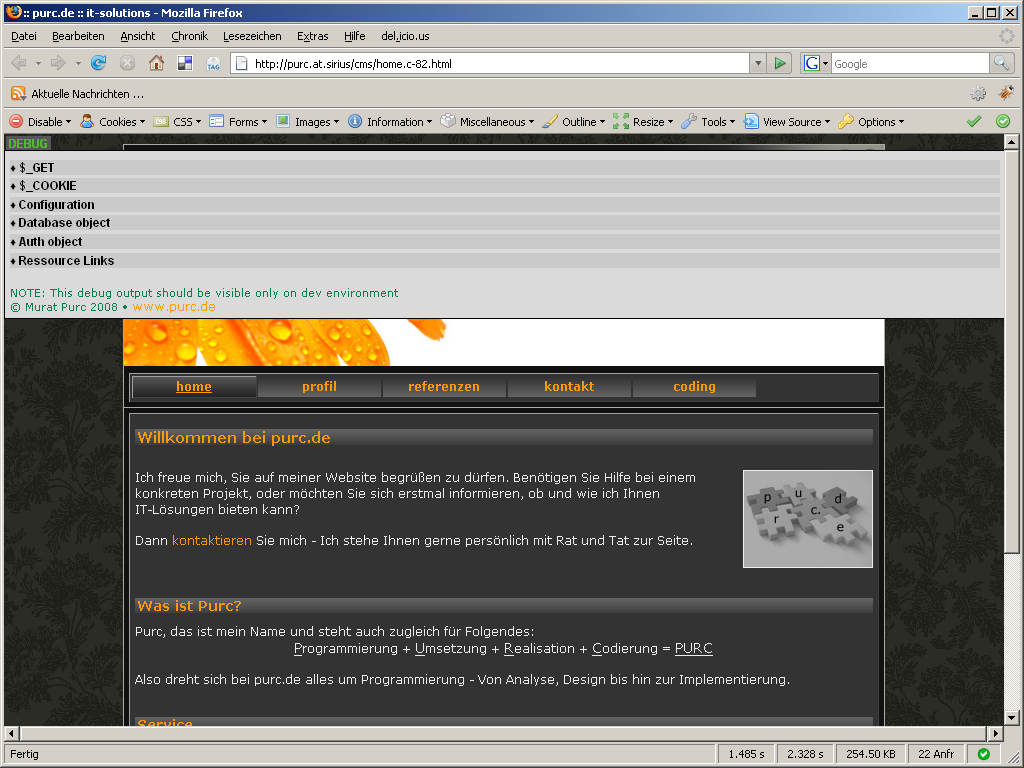 :: purc.de :: it-solutions - Mozilla Firefox
Datei Bearbeiten Ansicht Chronik Lesezeichen Extras Hilfe del.icio.us
TAG http://purc.at.sirius/cms/home.c-82.html G Google
Aktuelle Nachrichten ...
Disable Cookies CSS Forms Images Information Miscellaneous Outline Resize Tools View Source Options
DEBUG
♦ $_GET
♦ $_COOKIE
♦ Configuration
♦ Database object
♦ Auth object
♦ Ressource Links
NOTE: This debug output should be visible only on dev environment
© Murat Purc 2008 • www.purc.de
home profil referenzen kontakt coding
Willkommen bei purc.de
Ich freue mich, Sie auf meiner Website begrüßen zu dürfen. Benötigen Sie Hilfe bei einem
konkreten Projekt, oder möchten Sie sich erstmal informieren, ob und wie ich Ihnen
IT-Lösungen bieten kann?
Dann kontaktieren Sie mich - Ich stehe Ihnen gerne persönlich mit Rat und Tat zur Seite.
p u r c. d e
Was ist Purc?
Purc, das ist mein Name und steht auch zugleich für Folgendes:
Programmierung + Umsetzung + Realisation + Codierung = PURC
Also dreht sich bei purc.de alles um Programmierung - Von Analyse, Design bis hin zur Implementierung.
Service
Fertig 1.485 s 2.328 s 254.50 KB 22 Anfr